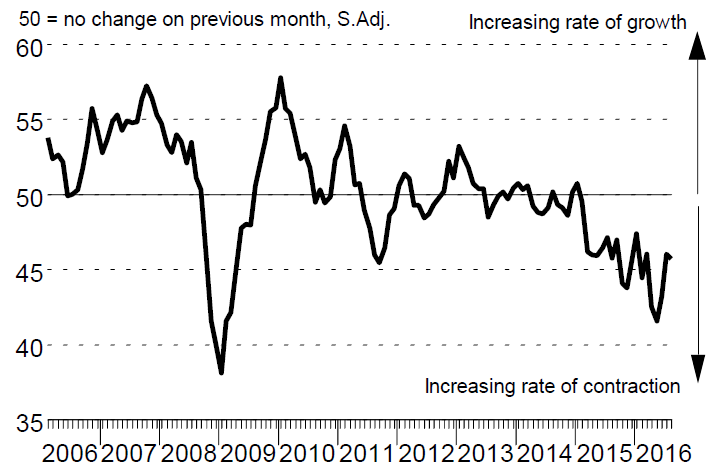 50 = no change on previous month, S.Adj.
Increasing rate of growth
60
55
50
45
40
Increasing rate of contraction
35
2006 2007 2008 2009 2010 2011 2012 2013 2014 2015 2016